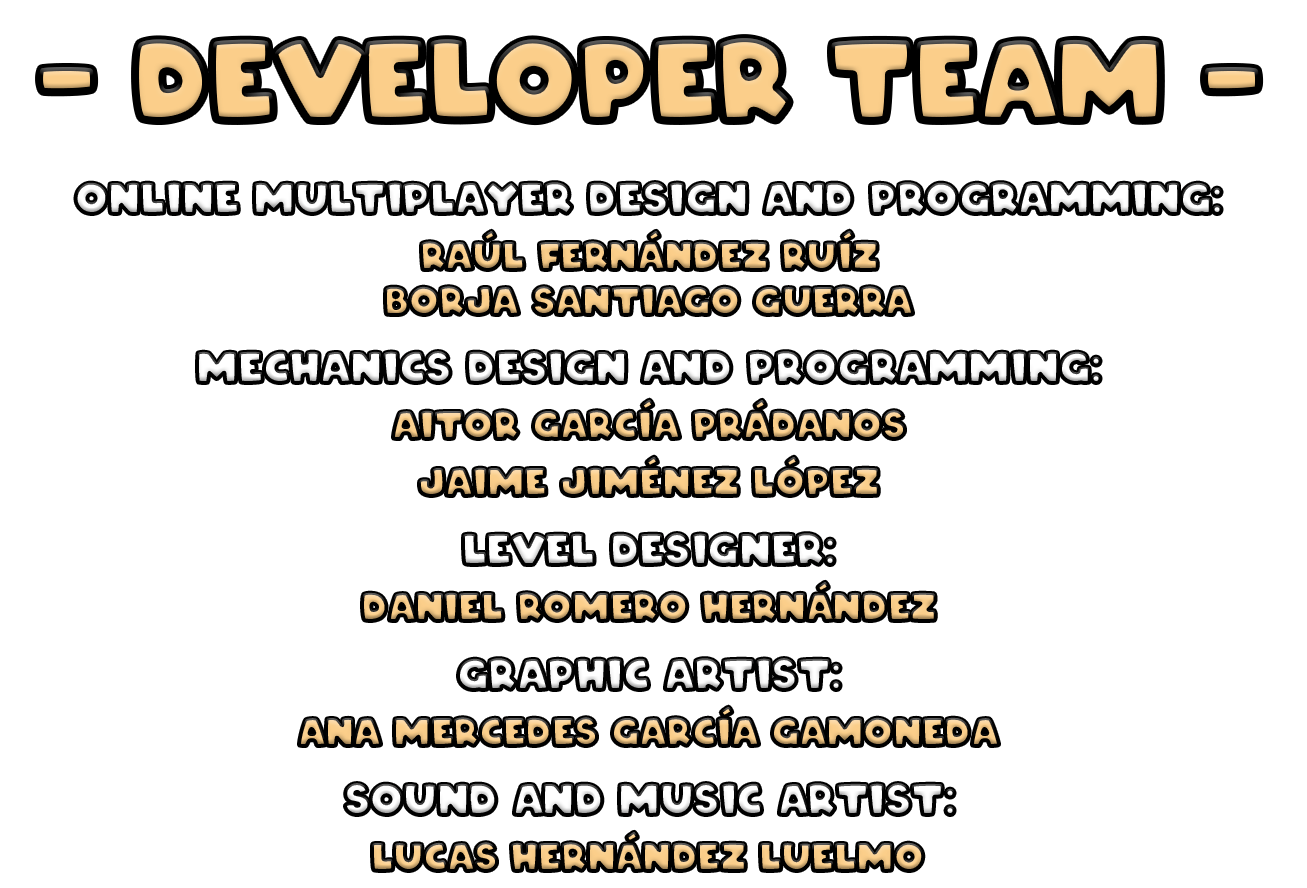 - DEVELOPER TEAM -
ONLINE MULTIPLAYER DESIGN AND PROGRAMMING:
RAÚL FERNÁNDEZ RUÍZ
BORJA SANTIAGO GUERRA
MECHANICS DESIGN AND PROGRAMMING:
AITOR GARCÍA PRÁDANOS
JAIME JIMÉNEZ LÓPEZ
LEVEL DESIGNER:
DANIEL ROMERO HERNÁNDEZ
GRAPHIC ARTIST:
ANA MERCEDES GARCÍA GAMONEDA
SOUND AND MUSIC ARTIST:
LUCAS HERNÁNDEZ LUELMO